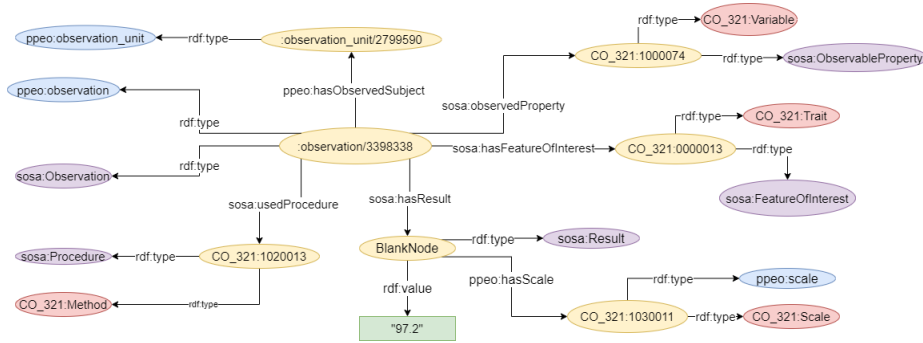 rdf:type
CO_321:Variable
ppeo:observation_unit
rdf:type
:observation_unit/2799590
CO_321:1000074
rdf:type
sosa:ObservableProperty
ppeo:observation
ppeo:hasObservedSubject
sosa:observedProperty
rdf:type
rdf:type
CO_321:Trait
:observation/3398338
sosa:hasFeatureOfInterest
CO_321:0000013
rdf:type
rdf:type
sosa:Observation
sosa:usedProcedure
sosa:hasResult
sosa:FeatureOfInterest
sosa:Procedure
rdf:type
CO_321:1020013
BlankNode
rdf:type
sosa:Result
ppeo:hasScale
rdf:type
ppeo:scale
rdf:value
CO_321:Method
rdf:type
"97.2"
CO_321:1030011
rdf:type
CO_321:Scale